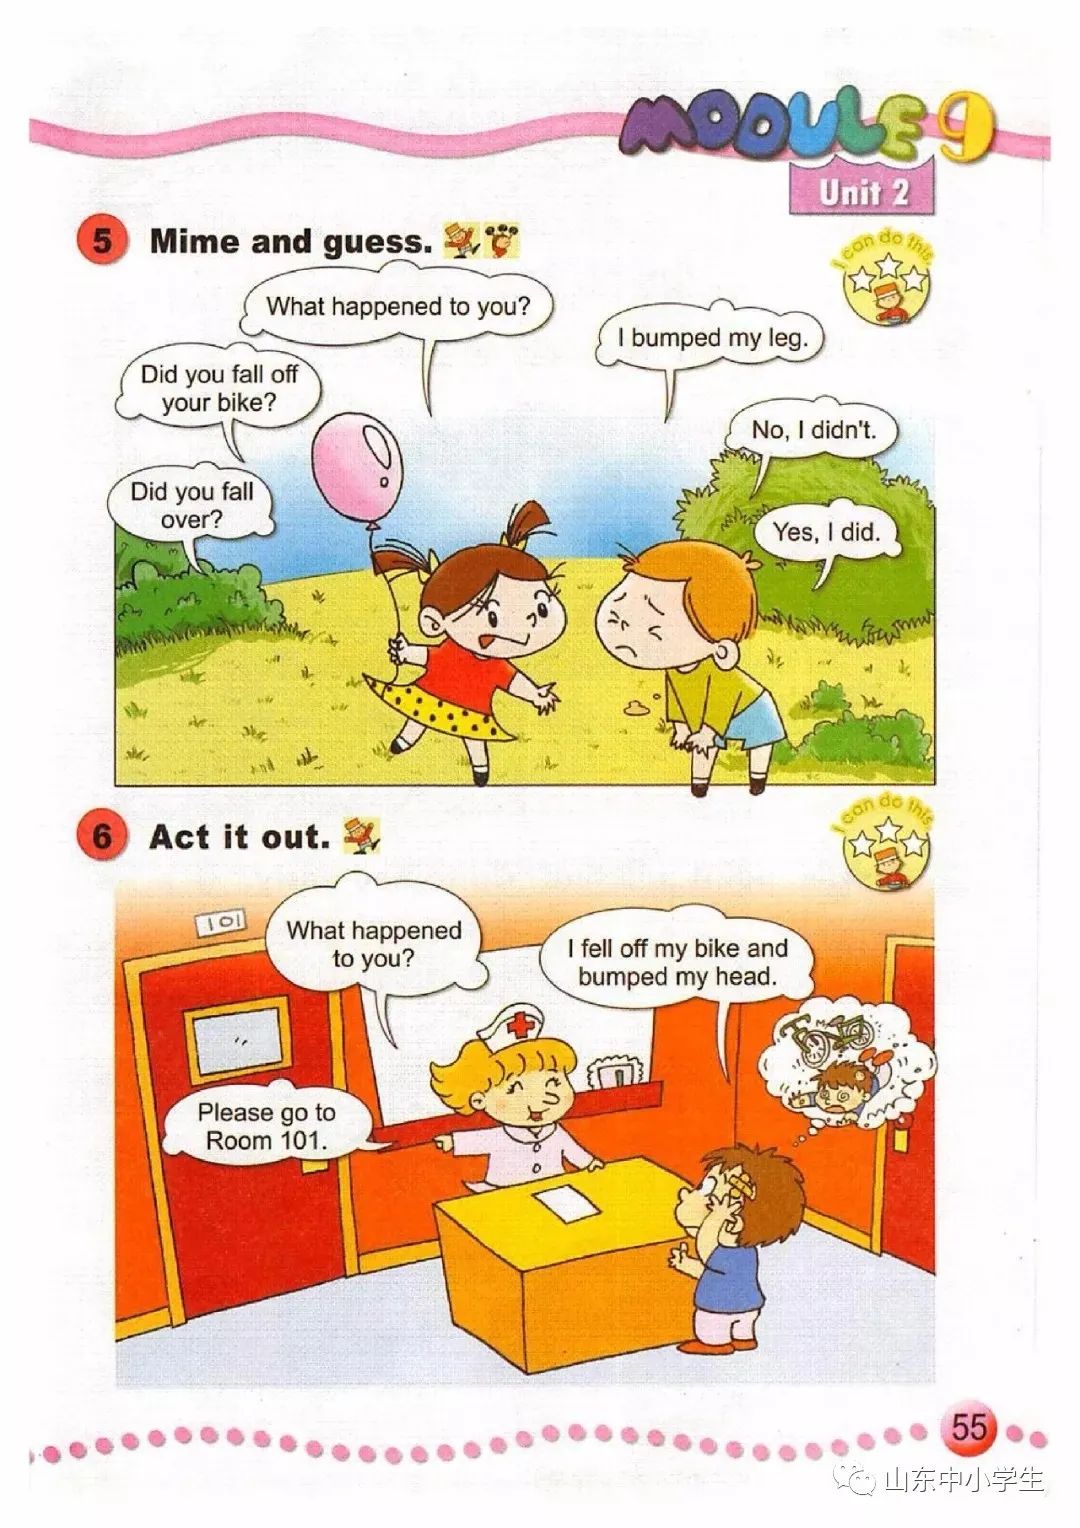 MODULE 9
Unit 2
5 Mime and guess.
I can do this.
What happened to you?
I bumped my leg.
Did you fall off
your bike?
No, I didn't.
Did you fall
over?
Yes, I did.
6 Act it out.
I can do this.
101
What happened
to you?
I fell off my bike and
bumped my head.
Please go to
Room 101.
55
山东中小学生